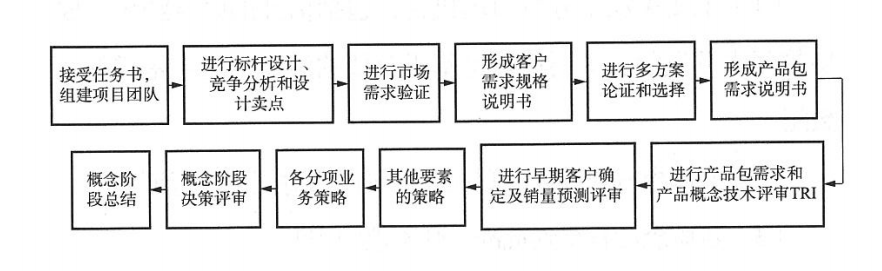 接受任务书，
组建项目团队
进行标杆设计、
竞争分析和设
计卖点
进行市场
需求验证
形成客户
需求规格
说明书
进行多方案
论证和选择
形成产品包
需求说明书
进行产品包需求和
产品概念技术评审TRI
进行早期客户确
定及销量预测评审
其他要素
的策略
各分项业
务策略
概念阶段
决策评审
概念阶
段总结